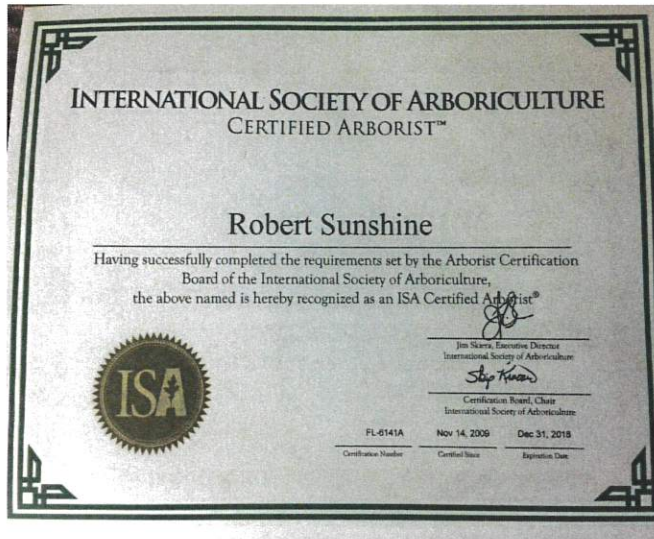 INTERNATIONAL SOCIETY OF ARBORICULTURE
CERTIFIED ARBORIST™
Robert Sunshine
Having successfully completed the requirements set by the Arborist Certification
Board of the International Society of Arboriculture,
the above named is hereby recognized as an ISA Certified Arborist®
Jim Skiera, Executive Director
International Society of Arboriculture
Skip Kincaid
Certification Board, Chair
International Society of Arboriculture
ISA
FL-6141A Nov 14, 2009 Dec 31, 2018
Certification Number Certified Since Expiration Date